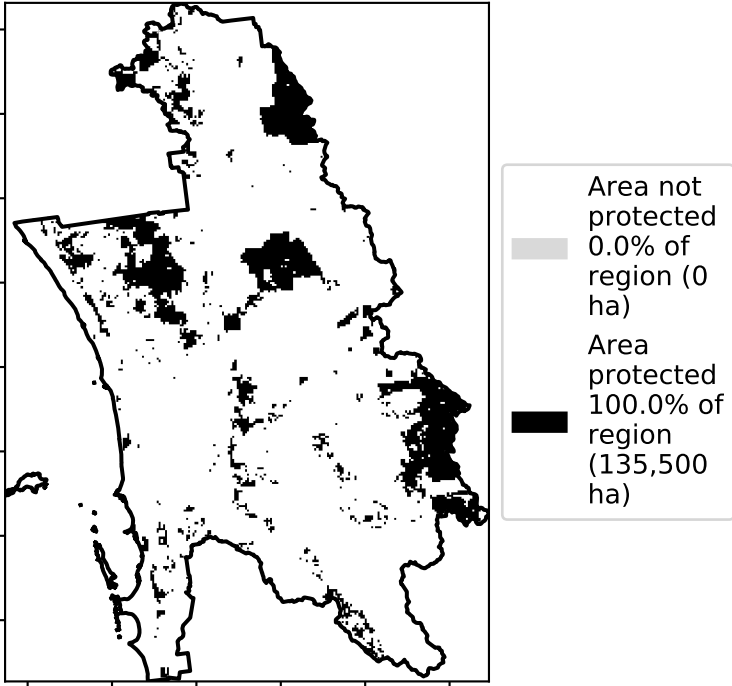 Area not
protected
0.0% of
region (0
ha)
Area
protected
100.0% of
region
(135,500
ha)